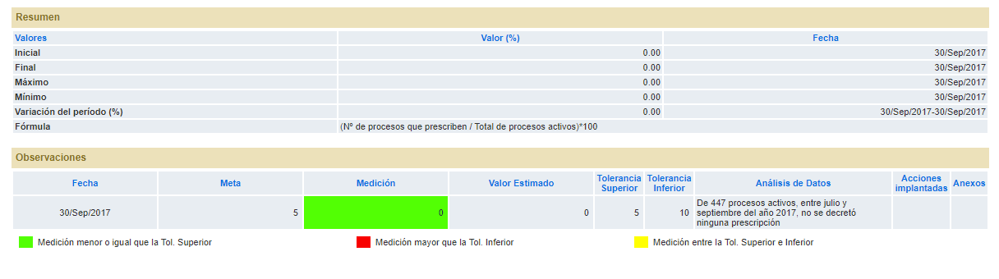 Resumen
Valores Valor (%) Fecha
Inicial 0.00 30/Sep/2017
Final 0.00 30/Sep/2017
Máximo 0.00 30/Sep/2017
Mínimo 0.00 30/Sep/2017
Variación del período (%) 0.00 30/Sep/2017-30/Sep/2017
Fórmula (Nº de procesos que prescriben / Total de procesos activos)*100
Observaciones
Fecha Meta Medición Valor Estimado Tolerancia Superior Tolerancia Inferior Análisis de Datos Acciones implantadas Anexos
30/Sep/2017 5 0 0 5 10 De 447 procesos activos, entre julio y
septiembre del año 2017, no se decretó
ninguna prescripción
Medición menor o igual que la Tol. Superior Medición mayor que la Tol. Inferior Medición entre la Tol. Superior e Inferior